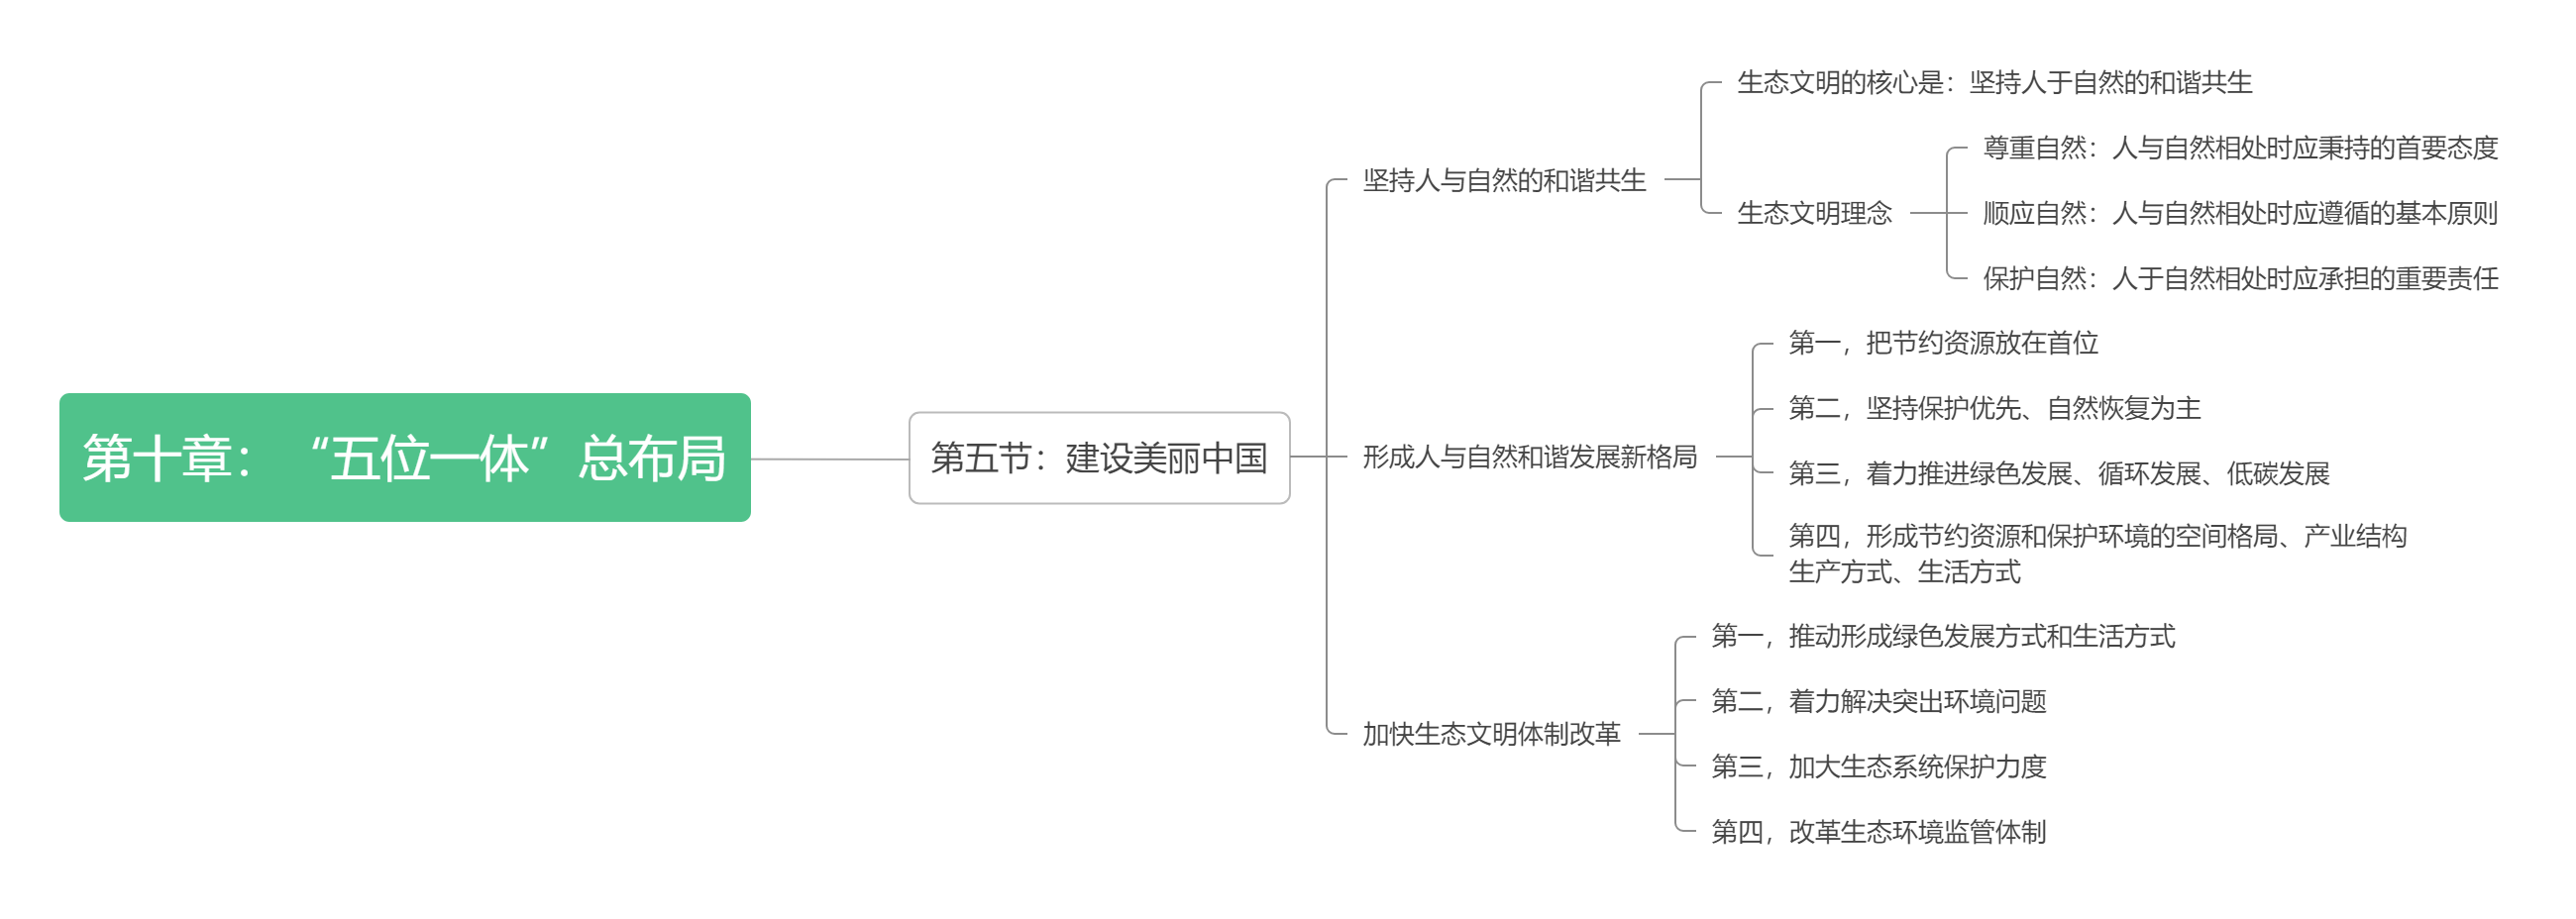 第十章：“五位一体”总布局
第五节：建设美丽中国
坚持人与自然的和谐共生
生态文明的核心是：坚持人于自然的和谐共生
生态文明理念
尊重自然：人与自然相处时应秉持的首要态度
顺应自然：人与自然相处时应遵循的基本原则
保护自然：人于自然相处时应承担的重要责任
形成人与自然和谐发展新格局
第一，把节约资源放在首位
第二，坚持保护优先、自然恢复为主
第三，着力推进绿色发展、循环发展、低碳发展
第四，形成节约资源和保护环境的空间格局、产业结构
生产方式、生活方式
加快生态文明体制改革
第一，推动形成绿色发展方式和生活方式
第二，着力解决突出环境问题
第三，加大生态系统保护力度
第四，改革生态环境监管体制